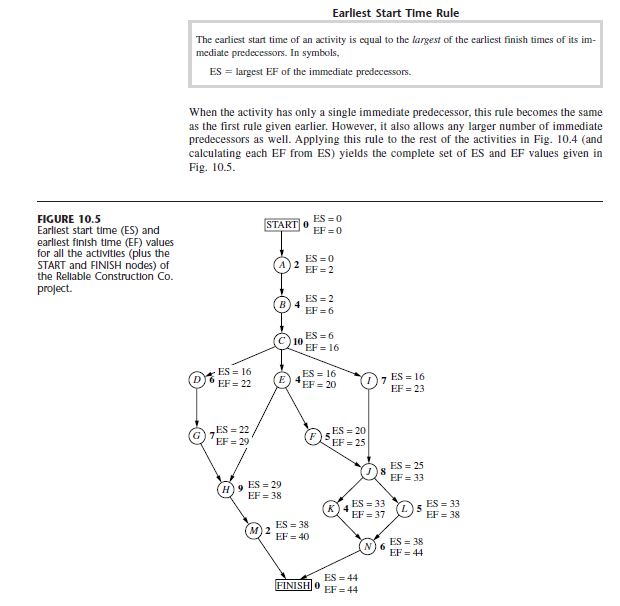 Earliest Start Time Rule
The earliest start time of an activity is equal to the largest of the earliest finish times of its im-
mediate predecessors. In symbols,
ES = largest EF of the immediate predecessors.
When the activity has only a single immediate predecessor, this rule becomes the same
as the first rule given earlier. However, it also allows any larger number of immediate
predecessors as well. Applying this rule to the rest of the activities in Fig. 10.4 (and
calculating each EF from ES) yields the complete set of ES and EF values given in
Fig. 10.5.
FIGURE 10.5
Earliest start time (ES) and
earliest finish time (EF) values
for all the activities (plus the
START and FINISH nodes) of
the Reliable Construction Co.
project.
START 0 ES = 0
EF = 0
A 2 ES = 0
EF = 2
B 4 ES = 2
EF = 6
C 10 ES = 6
EF = 16
D 6 ES = 16
EF = 22
E 4 ES = 16
EF = 20
I 7 ES = 16
EF = 23
G 7 ES = 22
EF = 29
F 5 ES = 20
EF = 25
J 8 ES = 25
EF = 33
H 9 ES = 29
EF = 38
K 4 ES = 33
EF = 37
L 5 ES = 33
EF = 38
M 2 ES = 38
EF = 40
N 6 ES = 38
EF = 44
FINISH 0 ES = 44
EF = 44